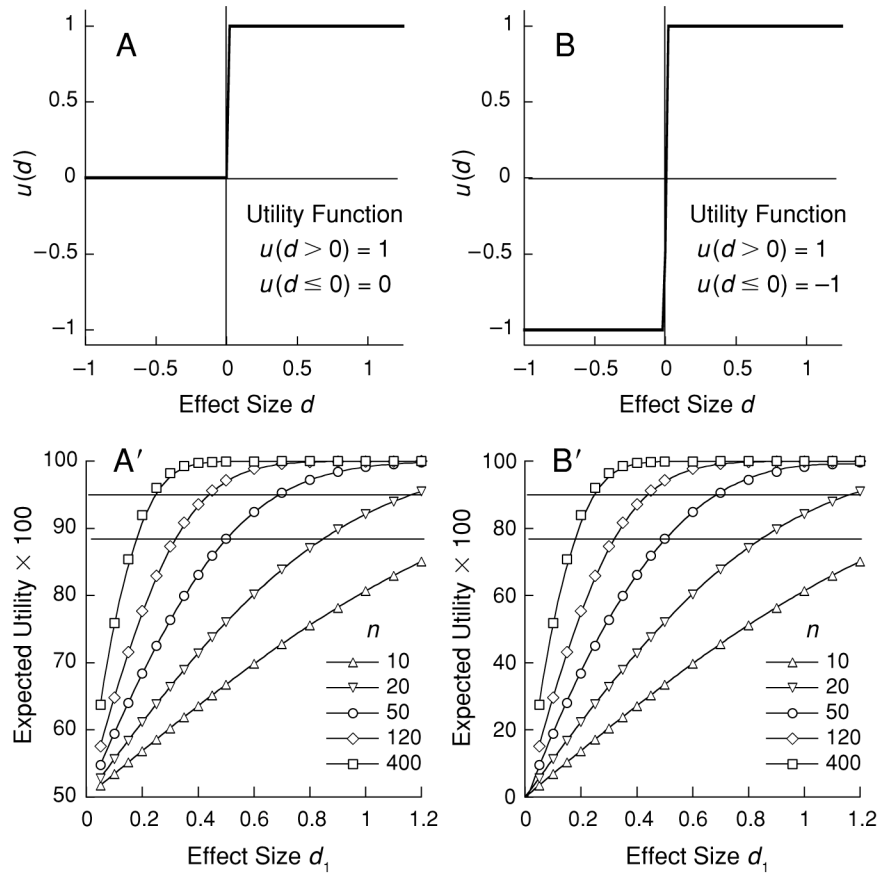 A
1
0.5
0
−0.5
−1
u(d)
Utility Function
u(d > 0) = 1
u(d ≤ 0) = 0
−1 −0.5 0 0.5 1
Effect Size d
B
1
0.5
0
−0.5
−1
u(d)
Utility Function
u(d > 0) = 1
u(d ≤ 0) = −1
−1 −0.5 0 0.5 1
Effect Size d
A′
100
90
80
70
60
50
Expected Utility × 100
n
10
20
50
120
400
0 0.2 0.4 0.6 0.8 1 1.2
Effect Size d₁
B′
100
80
60
40
20
0
Expected Utility × 100
n
10
20
50
120
400
0 0.2 0.4 0.6 0.8 1 1.2
Effect Size d₁